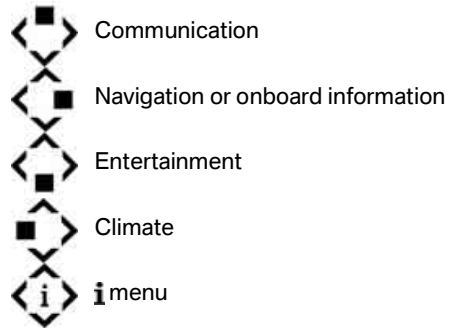 Communication
Navigation or onboard information
Entertainment
Climate
i i menu